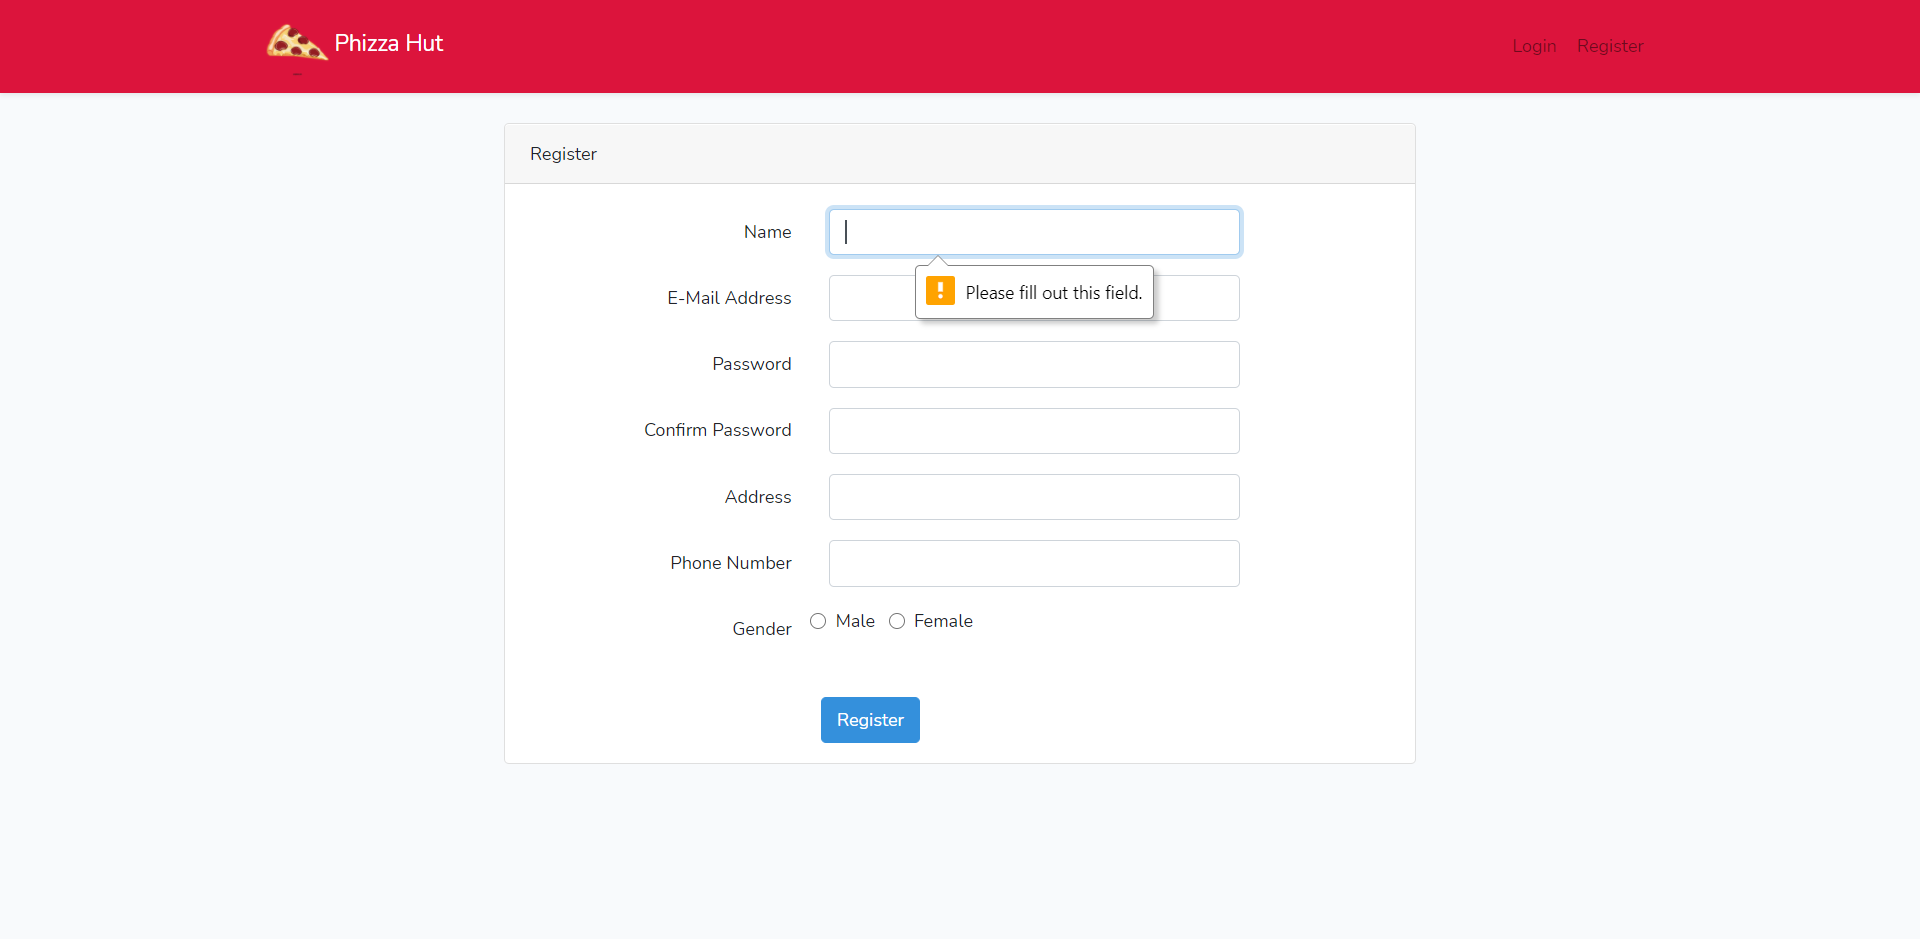 Phizza Hut
Login Register
Register
Name
Please fill out this field.
E-Mail Address
Password
Confirm Password
Address
Phone Number
Gender Male Female
Register